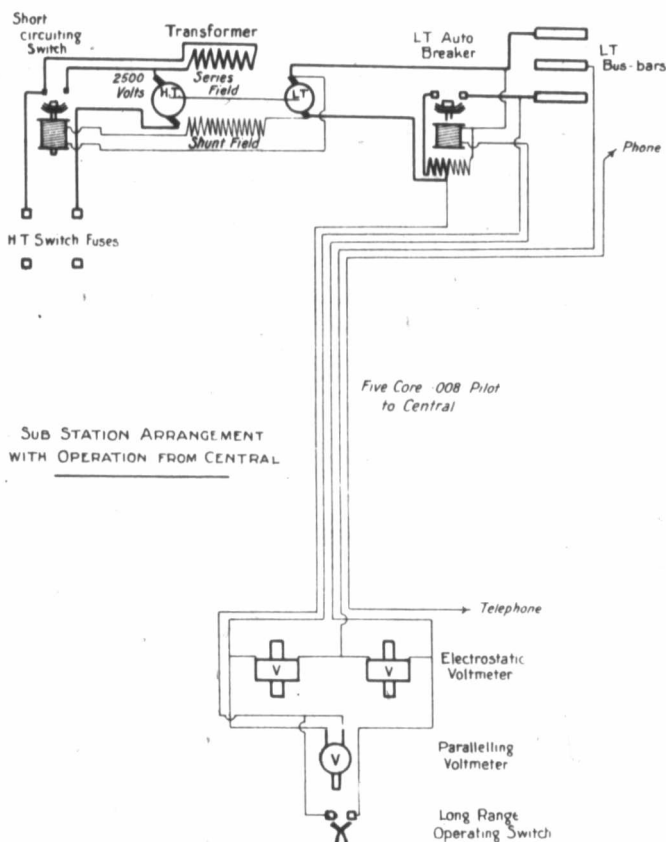 Short
circuiting
Switch
Transformer
LT Auto
Breaker
LT
Bus-bars
2500
Volts
H.T.
Series
Field
LT
Shunt Field
Phone
HT Switch Fuses
Five Core .008 Pilot
to Central
SUB STATION ARRANGEMENT
WITH OPERATION FROM CENTRAL
Telephone
V
V
Electrostatic
Voltmeter
V
Parallelling
Voltmeter
Long Range
Operating Switch